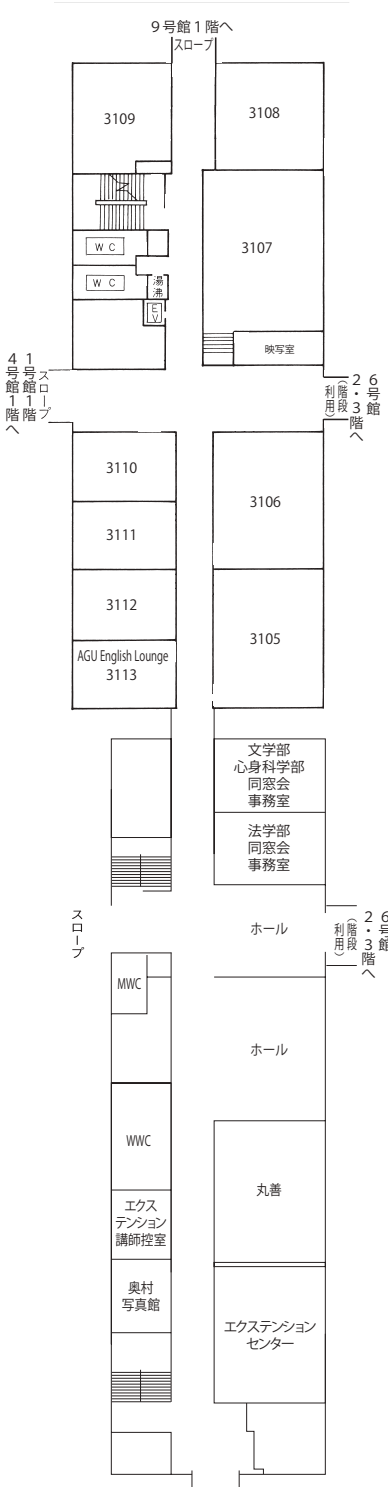 9号館1階へ
スロープ
3109
3108
WC
WC
湯沸
EV
3107
映写室
スロープ
1号館1階
4号館1階へ
6号館
2・3階へ
(階段利用)
3110
3111
3112
AGU English Lounge
3113
3106
3105
文学部
心身科学部
同窓会
事務室
法学部
同窓会
事務室
スロープ
ホール
6号館
2・3階へ
(階段利用)
MWC
ホール
WWC
丸善
エクス
テンション
講師控室
奥村
写真館
エクステンション
センター